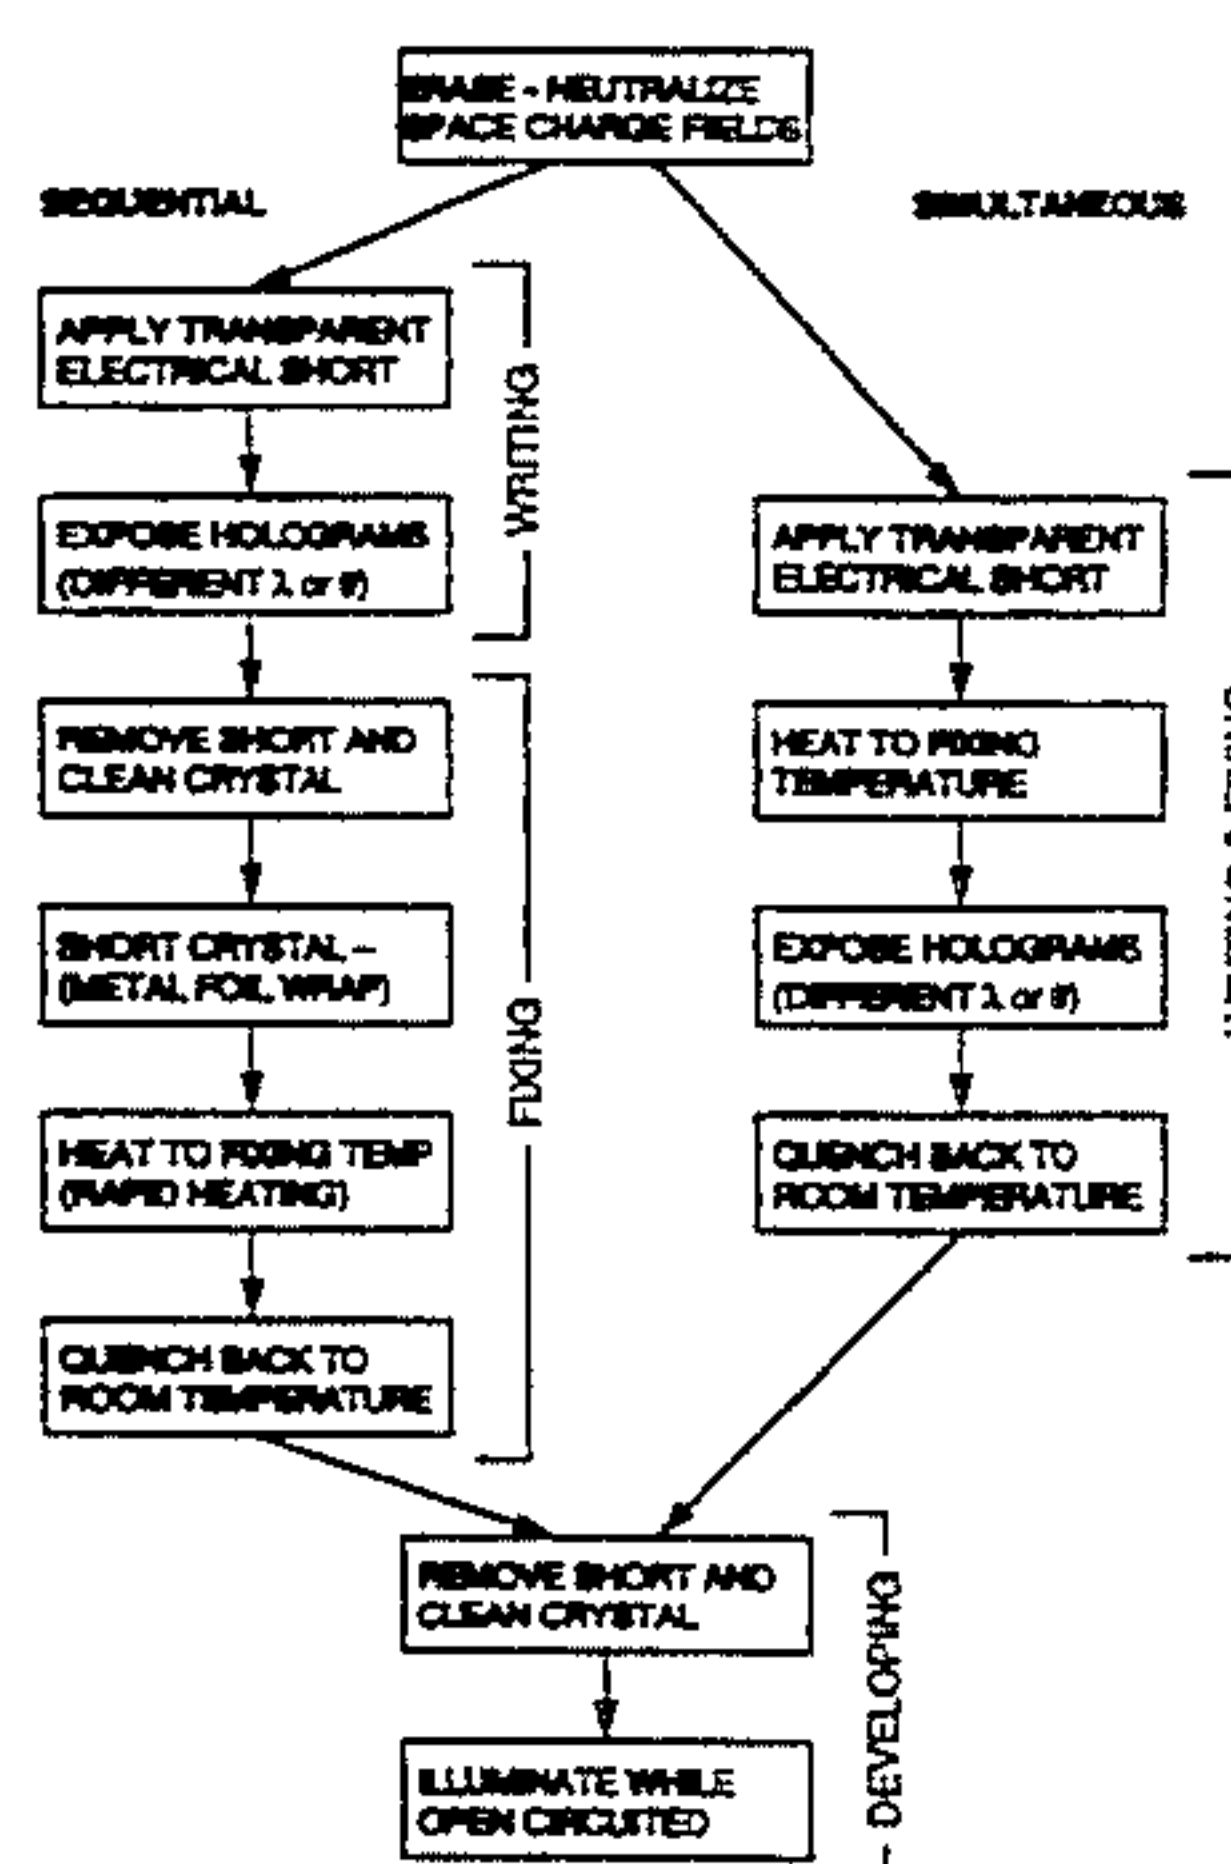 ERASE - NEUTRALIZE
SPACE CHARGE FIELDS
SEQUENTIAL
SIMULTANEOUS
APPLY TRANSPARENT
ELECTRICAL SHORT
EXPOSE HOLOGRAMS
(DIFFERENT λ or θ)
WRITING
REMOVE SHORT AND
CLEAN CRYSTAL
SHORT CRYSTAL –
(METAL FOIL WRAP)
HEAT TO FIXING TEMP
(RAPID HEATING)
QUENCH BACK TO
ROOM TEMPERATURE
FIXING
APPLY TRANSPARENT
ELECTRICAL SHORT
HEAT TO FIXING
TEMPERATURE
EXPOSE HOLOGRAMS
(DIFFERENT λ or θ)
QUENCH BACK TO
ROOM TEMPERATURE
REMOVE SHORT AND
CLEAN CRYSTAL
ILLUMINATE WHILE
OPEN CIRCUITED
DEVELOPING